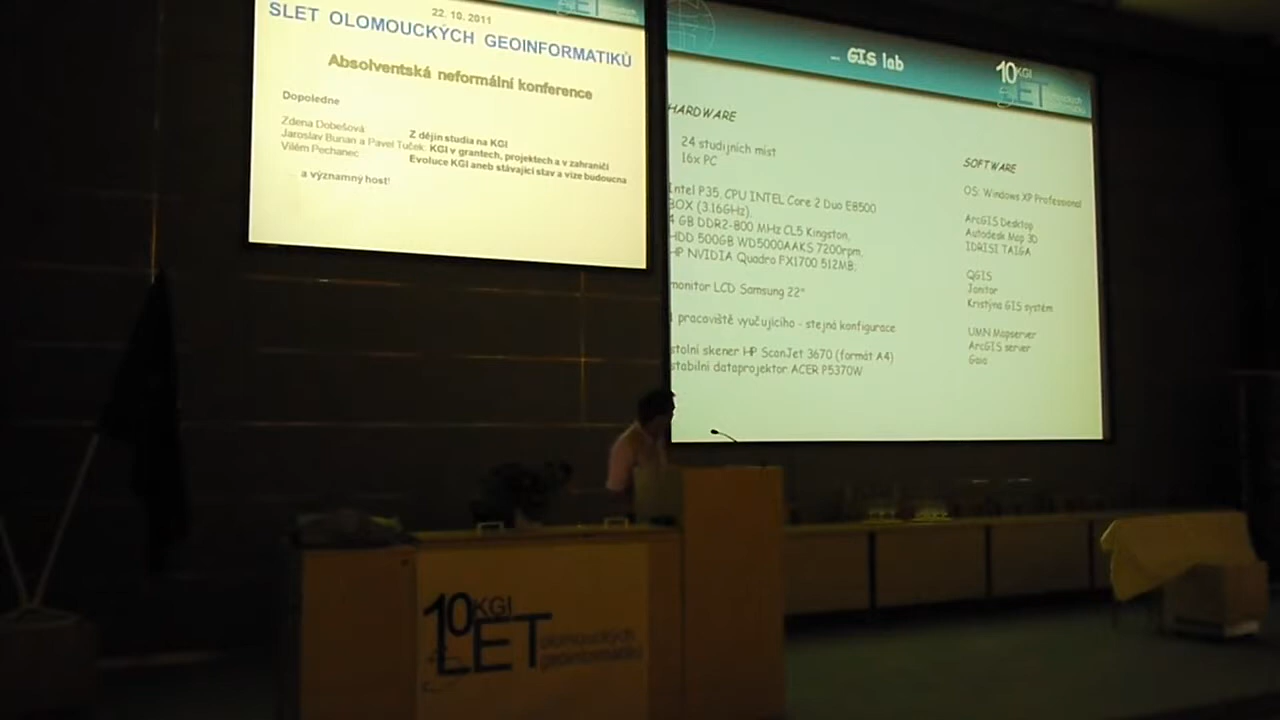 22. 10. 2011
SLET OLOMOUCKÝCH GEOINFORMATIKŮ
Absolventská neformální konference
Dopoledne
Zdena Dobešová: Z dějin studia na KGI
Jaroslav Burian a Pavel Tuček: KGI v grantech, projektech a v zahraničí
Vilém Pechanec Evoluce KGI aneb stávající stav a vize budoucna
a významný host!
... GIS lab
10 KGI
LET
HARDWARE
24 studijních míst
16x PC
Intel P35, CPU INTEL Core 2 Duo E8500
BOX (3.16GHz),
4 GB DDR2-800 MHz CL5 Kingston,
HDD 500GB WD5000AAKS 7200rpm,
HP NVIDIA Quadro FX1700 512MB,
monitor LCD Samsung 22"
1 pracoviště vyučujícího - stejná konfigurace
stolní skener HP ScanJet 3670 (formát A4)
stabilní dataprojektor ACER P5370W
SOFTWARE
OS: Windows XP Professional
ArcGIS Desktop
Autodesk Map 3D
IDRISI TAIGA
QGIS
Janitor
Kristýna GIS systém
UMN Mapserver
ArcGIS server
Gaia
10 KGI
LET olomouckých
geoinformatiků